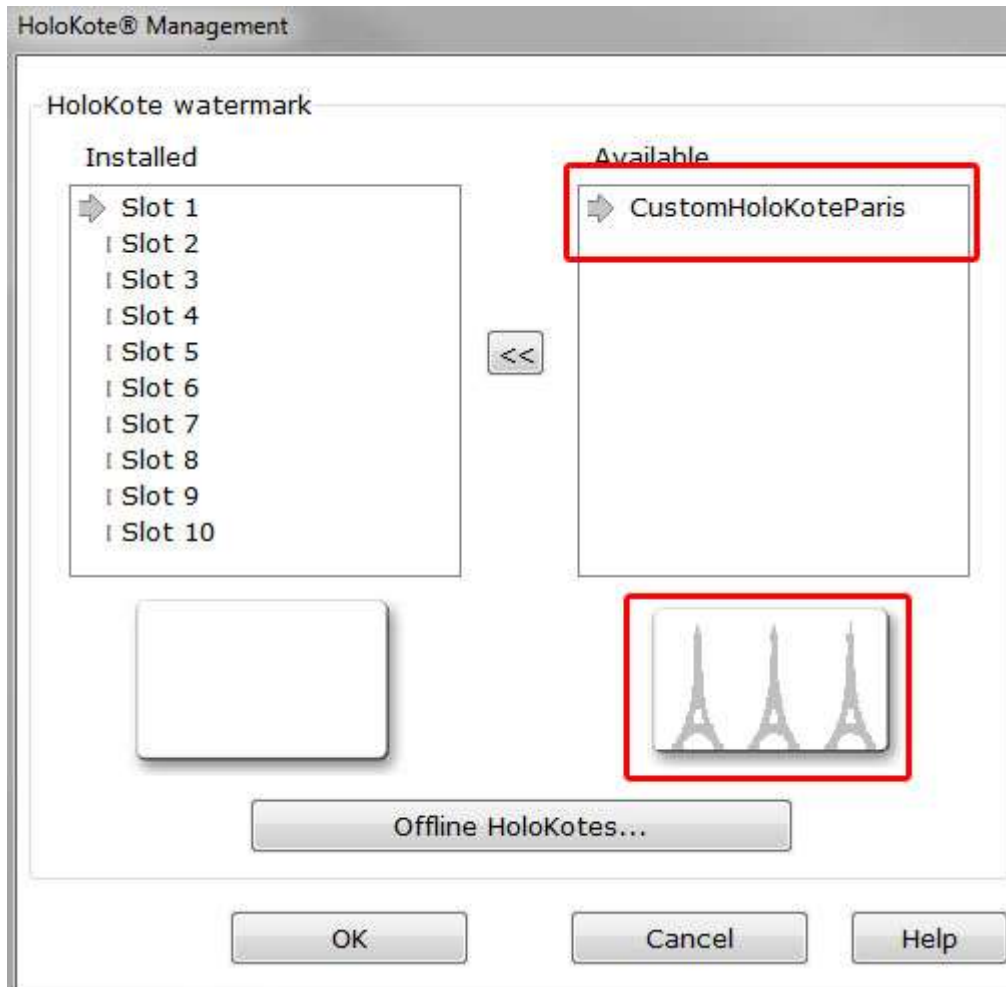 HoloKote® Management
HoloKote watermark
Installed
Available
Slot 1
Slot 2
Slot 3
Slot 4
Slot 5
Slot 6
Slot 7
Slot 8
Slot 9
Slot 10
CustomHoloKoteParis
<<
Offline HoloKotes...
OK
Cancel
Help